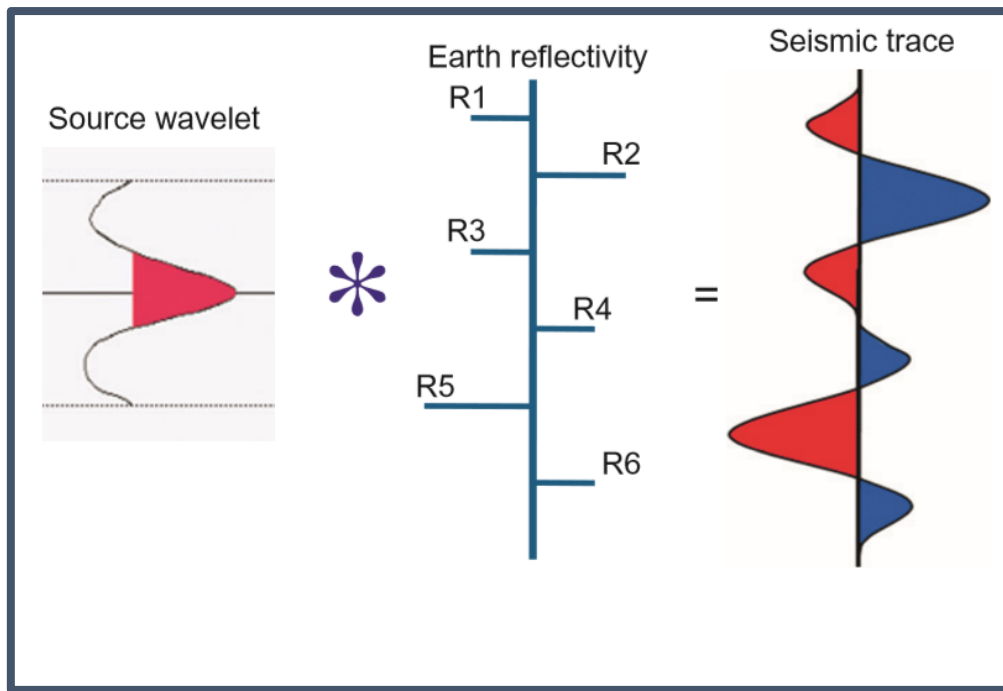 Source wavelet
*
Earth reflectivity
R1
R2
R3
R4
R5
R6
=
Seismic trace